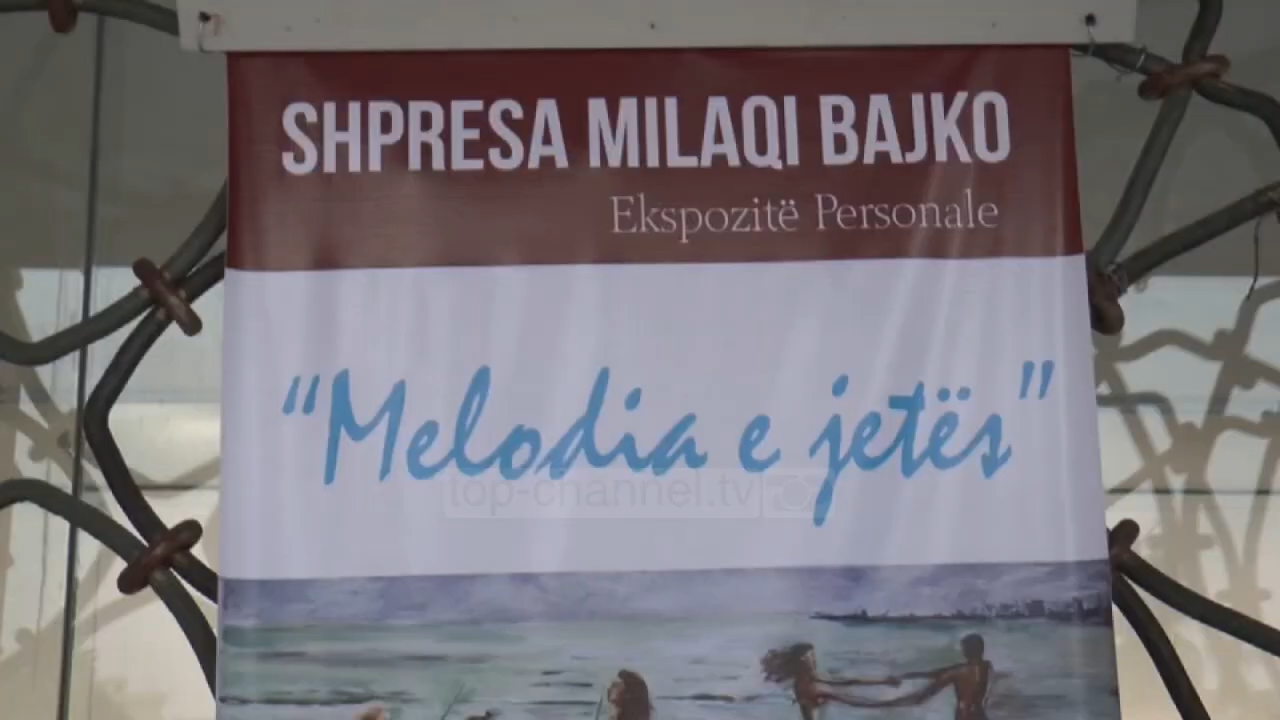 SHPRESA MILAQI BAJKO
Ekspozitë Personale
“Melodia e jetës”
top-channel.tv